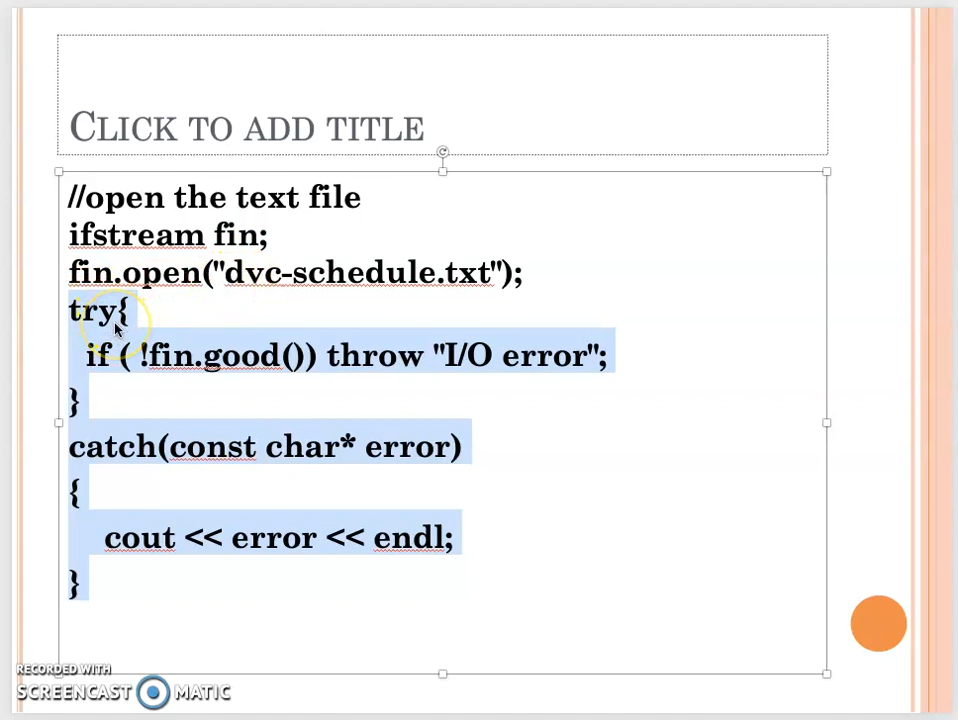 CLICK TO ADD TITLE
//open the text file
ifstream fin;
fin.open("dvc-schedule.txt");
try{
if ( !fin.good()) throw "I/O error";
}
catch(const char* error)
{
cout << error << endl;
}
RECORDED WITH
SCREENCAST MATIC